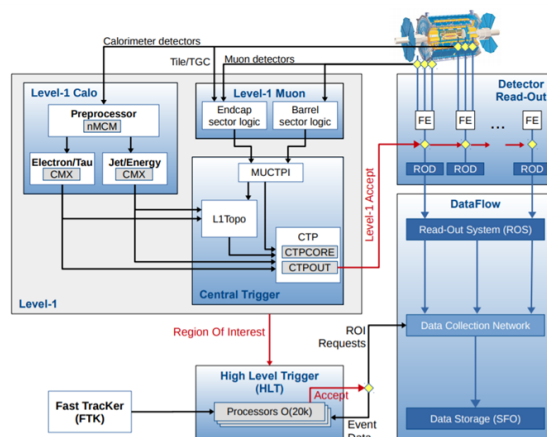 Calorimeter detectors
Tile/TGC
Muon detectors
Level-1 Calo
Preprocessor
nMCM
Electron/Tau
CMX
Jet/Energy
CMX
Level-1 Muon
Endcap
sector logic
Barrel
sector logic
MUCTPI
L1Topo
CTP
CTPCORE
CTPOUT
Central Trigger
Level-1
Level-1 Accept
Detector
Read-Out
FE
FE
...
FE
ROD
ROD
ROD
DataFlow
Read-Out System (ROS)
Data Collection Network
Data Storage (SFO)
Region Of Interest
ROI
Requests
High Level Trigger
(HLT)
Accept
Processors O(20k)
Fast TracKer
(FTK)
Event
Data